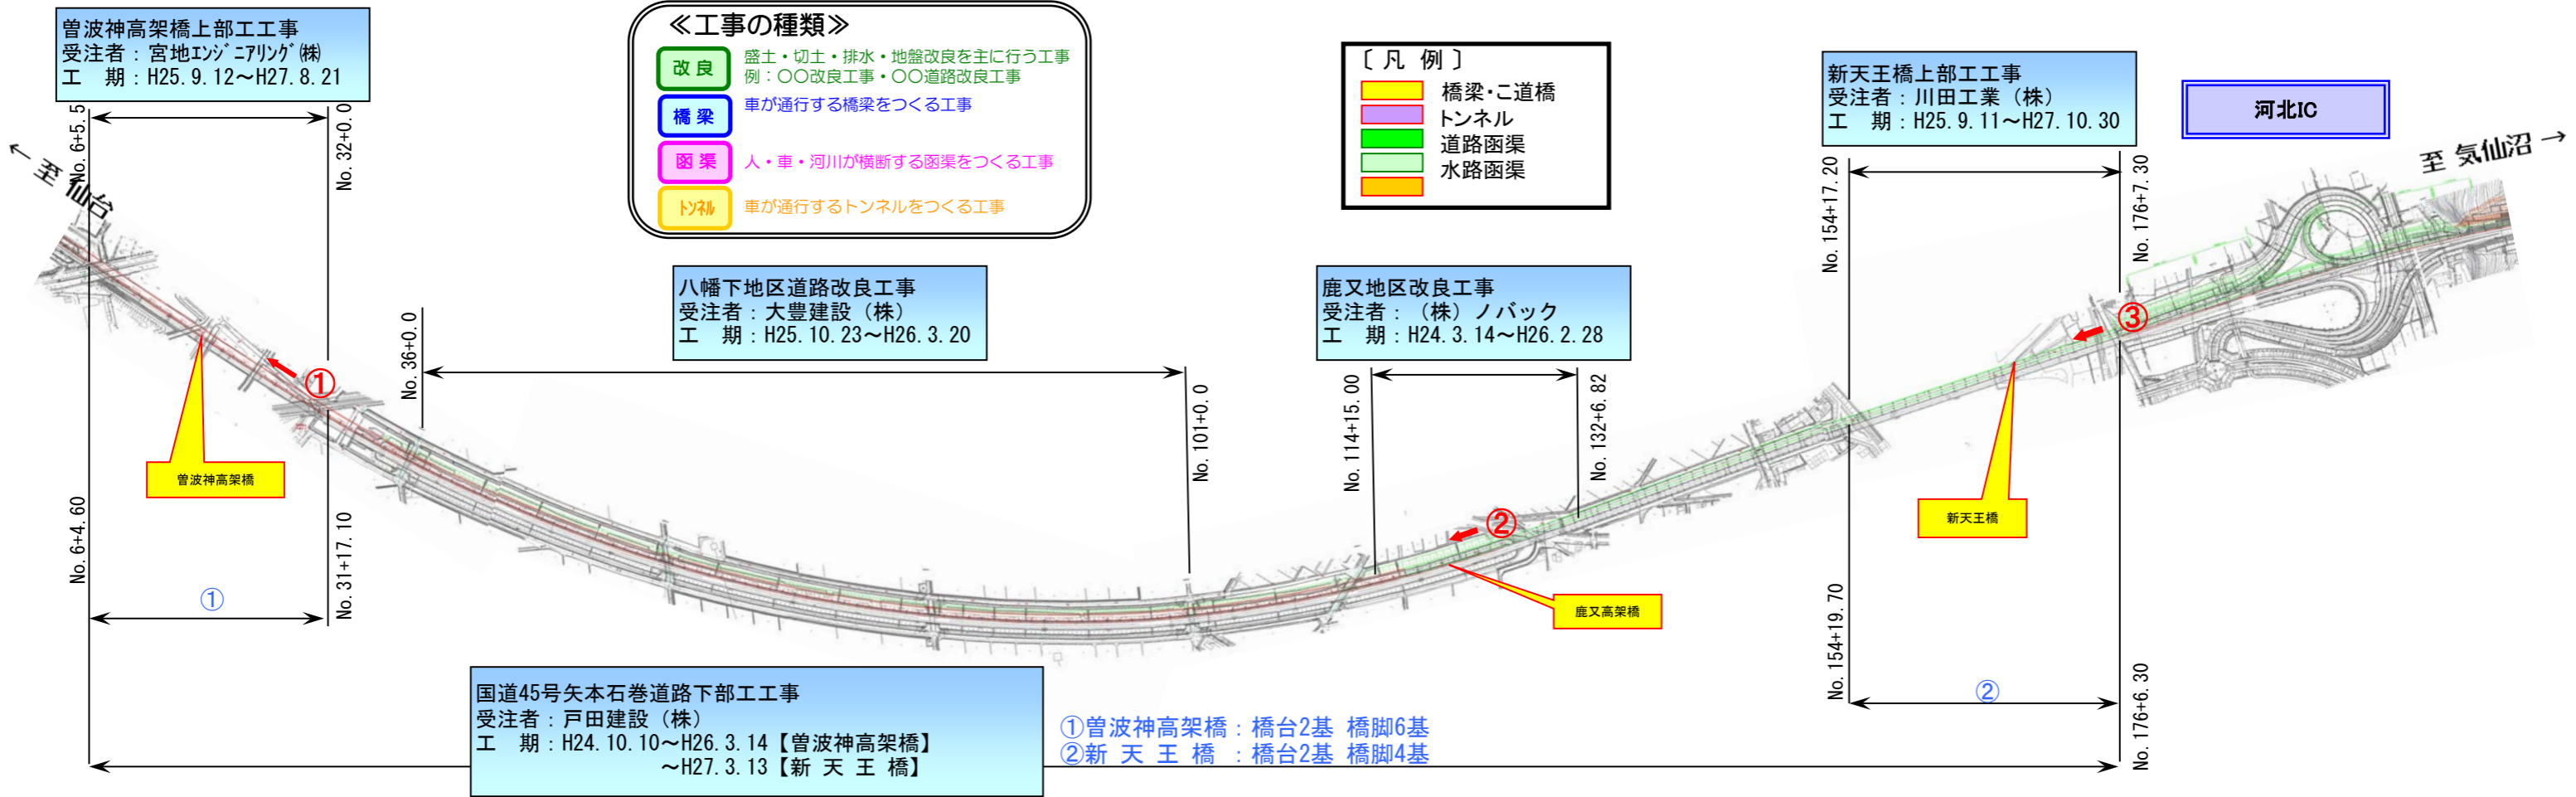 曽波神高架橋上部工工事
受注者：宮地エンジニアリング(株)
工　期：H25.9.12～H27.8.21
≪工事の種類≫
改良
盛土・切土・排水・地盤改良を主に行う工事
例：〇〇改良工事・〇〇道路改良工事
橋梁
車が通行する橋梁をつくる工事
函渠
人・車・河川が横断する函渠をつくる工事
トンネル
車が通行するトンネルをつくる工事
〔 凡 例 〕
橋梁・こ道橋
トンネル
道路函渠
水路函渠
新天王橋上部工工事
受注者：川田工業（株）
工　期：H25.9.11～H27.10.30
河北IC
← 至 仙台
至 気仙沼 →
No.6+5.5
No.32+0.0
No.154+17.20
No.176+7.30
八幡下地区道路改良工事
受注者：大豊建設（株）
工　期：H25.10.23～H26.3.20
鹿又地区改良工事
受注者：（株）ノバック
工　期：H24.3.14～H26.2.28
No.36+0.0
No.101+0.0
No.114+15.00
No.132+6.82
①
②
③
曽波神高架橋
鹿又高架橋
新天王橋
No.6+4.60
No.31+17.10
①
No.154+19.70
No.176+6.30
②
国道45号矢本石巻道路下部工工事
受注者：戸田建設（株）
工　期：H24.10.10～H26.3.14【曽波神高架橋】
～H27.3.13【新 天 王 橋】
①曽波神高架橋：橋台2基 橋脚6基
②新 天 王 橋 ：橋台2基 橋脚4基